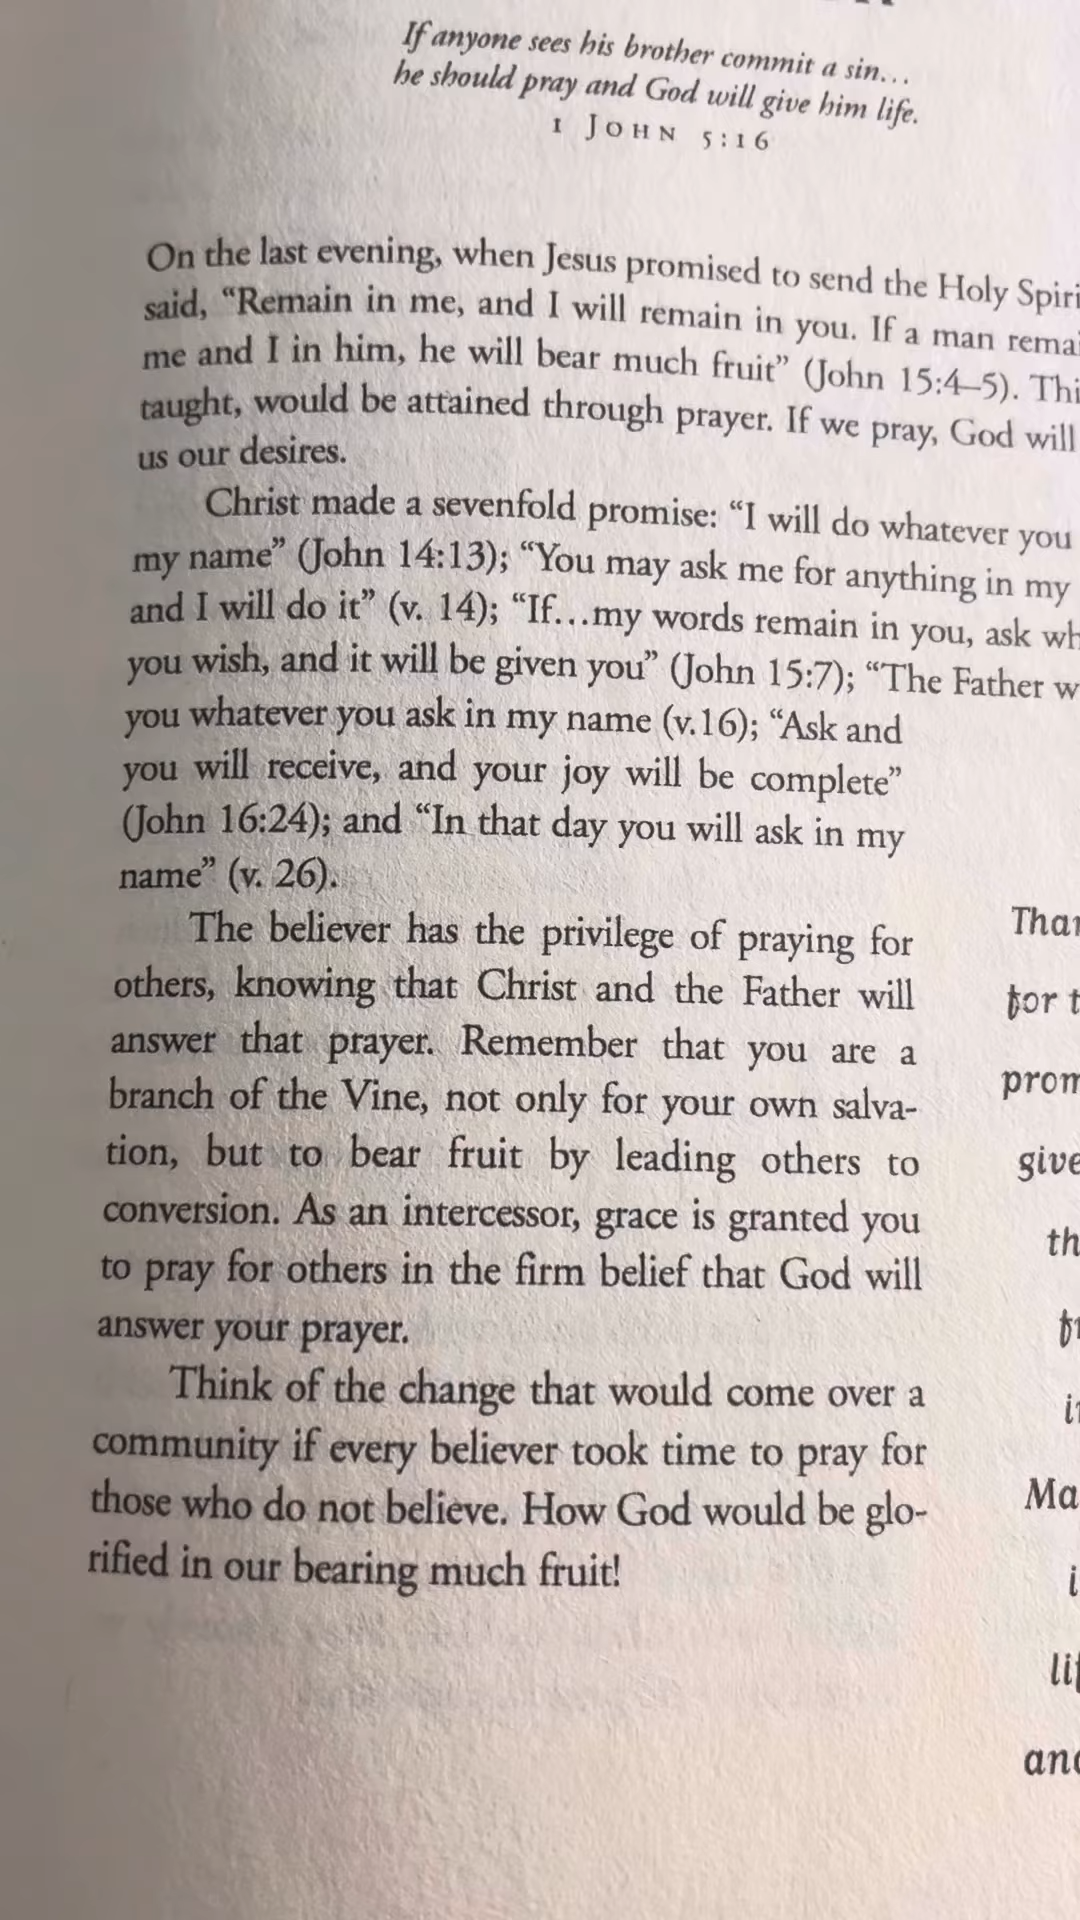 If anyone sees his brother commit a sin…
he should pray and God will give him life.
1 JOHN 5:16
On the last evening, when Jesus promised to send the Holy
said, “Remain in me, and I will remain in you. If a man
me and I in him, he will bear much fruit” (John 15:4–5).
taught, would be attained through prayer. If we pray, God will
us our desires.
Christ made a sevenfold promise: “I will do whatever you
my name” (John 14:13); “You may ask me for anything in my
and I will do it” (v. 14); “If…my words remain in you, ask
you wish, and it will be given you” (John 15:7); “The Father
you whatever you ask in my name (v.16); “Ask and
you will receive, and your joy will be complete”
(John 16:24); and “In that day you will ask in my
name” (v. 26).
The believer has the privilege of praying for
others, knowing that Christ and the Father will
answer that prayer. Remember that you are a
branch of the Vine, not only for your own salva-
tion, but to bear fruit by leading others to
conversion. As an intercessor, grace is granted you
to pray for others in the firm belief that God will
answer your prayer.
Think of the change that would come over a
community if every believer took time to pray for
those who do not believe. How God would be glo-
rified in our bearing much fruit!
for
give